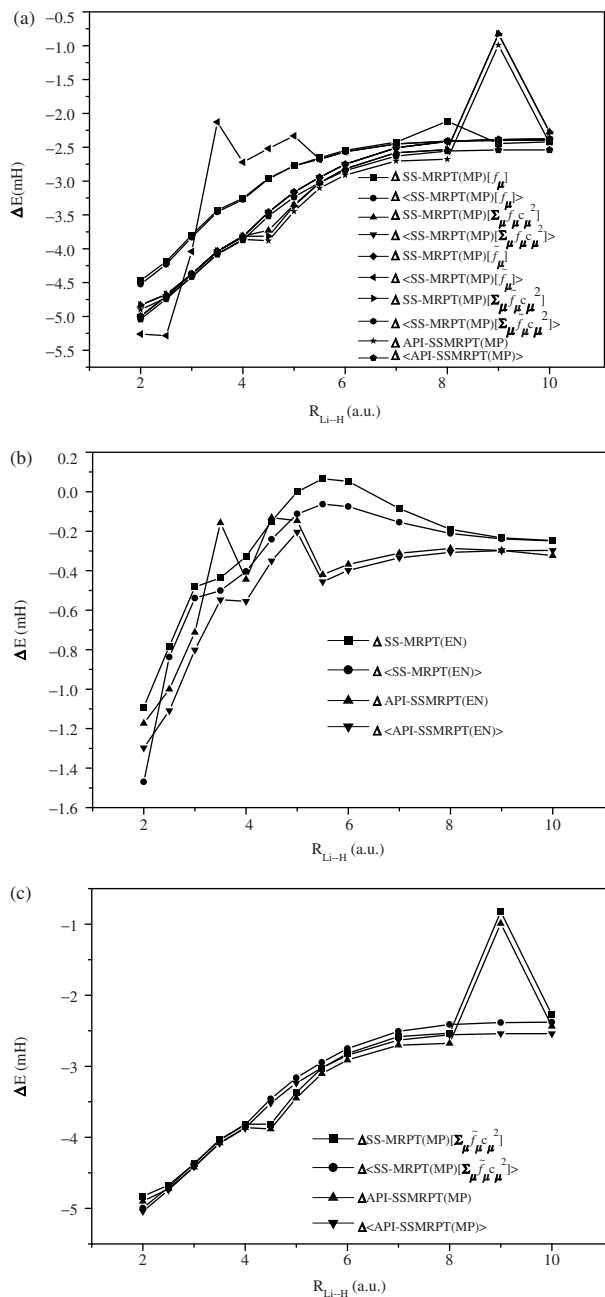 (a)
-0.5
-1.0
-1.5
-2.0
-2.5
-3.0
-3.5
-4.0
-4.5
-5.0
-5.5
ΔE(mH)
ΔSS-MRPT(MP)[f_μ]
Δ<SS-MRPT(MP)[f_μ]>
ΔSS-MRPT(MP)[Σ_μ f_μ c_μ^2]
Δ<SS-MRPT(MP)[Σ_μ f_μ c_μ^2]>
ΔSS-MRPT(MP)[f̃_μ]
Δ<SS-MRPT(MP)[f̃_μ]>
ΔSS-MRPT(MP)[Σ_μ f̃_μ c_μ^2]
Δ<SS-MRPT(MP)[Σ_μ f̃_μ c_μ^2]>
ΔAPI-SSMRPT(MP)
Δ<API-SSMRPT(MP)>
2 4 6 8 10
R_Li--H (a.u.)
(b)
0.2
0.0
-0.2
-0.4
-0.6
-0.8
-1.0
-1.2
-1.4
-1.6
ΔE (mH)
ΔSS-MRPT(EN)
Δ<SS-MRPT(EN)>
ΔAPI-SSMRPT(EN)
Δ<API-SSMRPT(EN)>
2 4 6 8 10
R_Li--H (a.u.)
(c)
-1
-2
-3
-4
-5
ΔE (mH)
ΔSS-MRPT(MP)[Σ_μ f̃_μ c_μ^2]
Δ<SS-MRPT(MP)[Σ_μ f̃_μ c_μ^2]>
ΔAPI-SSMRPT(MP)
Δ<API-SSMRPT(MP)>
2 4 6 8 10
R_Li--H (a.u.)